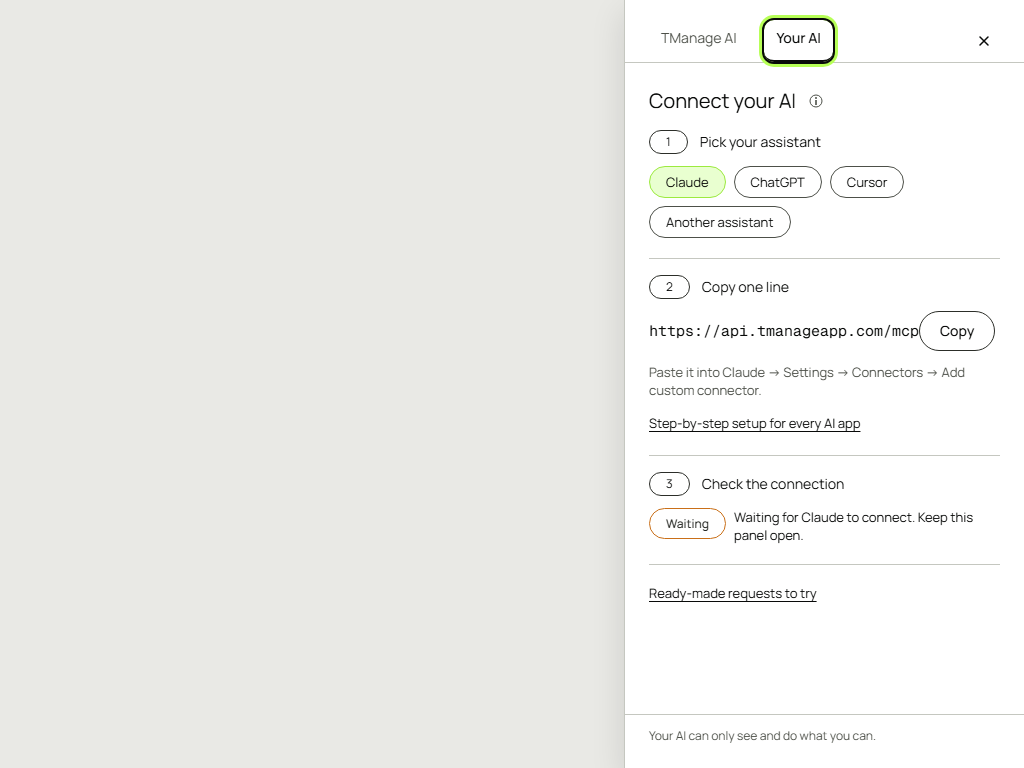 TManage AI
Your AI
Connect your AI
1
Pick your assistant
Claude
ChatGPT
Cursor
Another assistant
2
Copy one line
https://api.tmanageapp.com/mcp
Copy
Paste it into Claude → Settings → Connectors → Add
custom connector.
Step-by-step setup for every AI app
3
Check the connection
Waiting
Waiting for Claude to connect. Keep this
panel open.
Ready-made requests to try
Your AI can only see and do what you can.